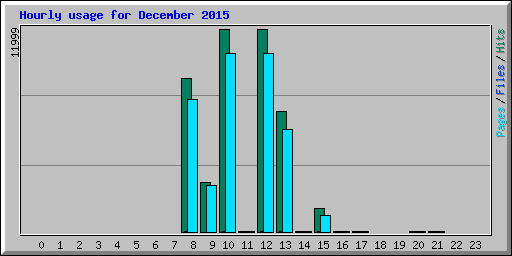 Hourly usage for December 2015
11999
Pages/Files/Hits
0 1 2 3 4 5 6 7 8 9 10 11 12 13 14 15 16 17 18 19 20 21 22 23